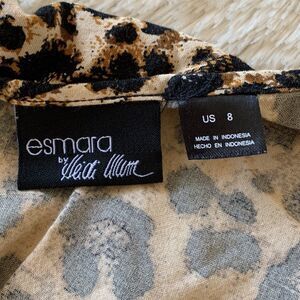 esmara
by Heidi Klum
US 8
MADE IN INDONESIA
HECHO EN INDONESIA